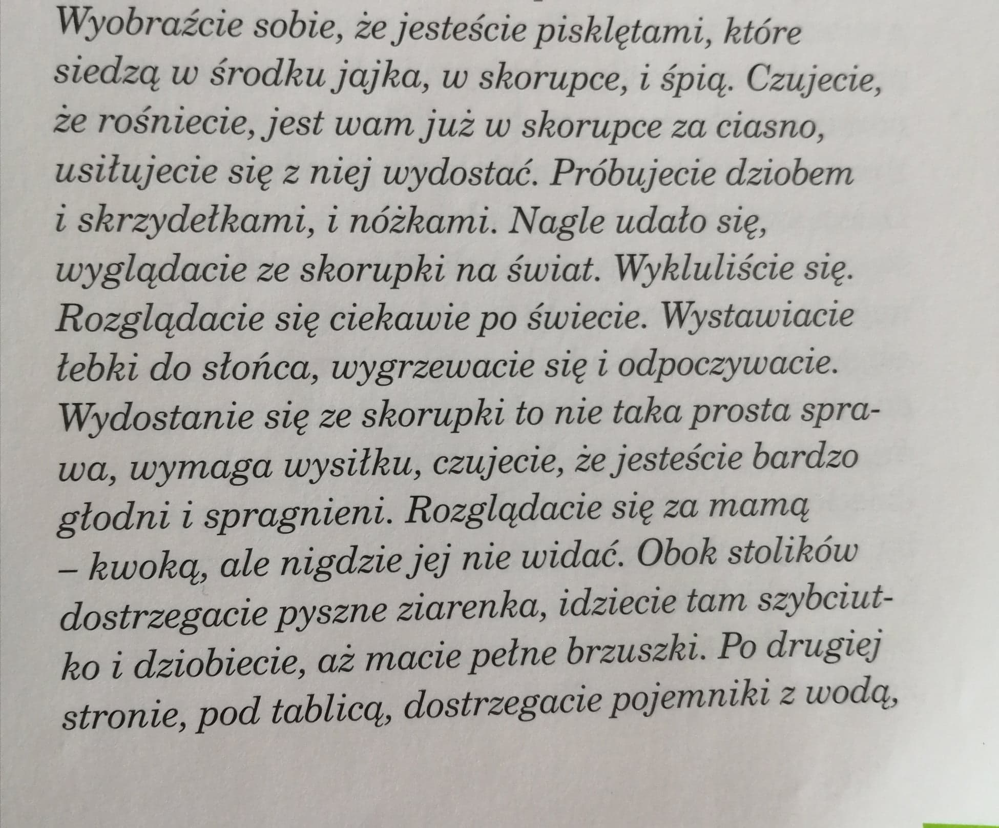 Wyobraźcie sobie, że jesteście pisklętami, które
siedzą w środku jajka, w skorupce, i śpią. Czujecie,
że rośniecie, jest wam już w skorupce za ciasno,
usiłujecie się z niej wydostać. Próbujecie dziobem
i skrzydełkami, i nóżkami. Nagle udało się,
wyglądacie ze skorupki na świat. Wykluliście się.
Rozglądacie się ciekawie po świecie. Wystawiacie
łebki do słońca, wygrzewacie się i odpoczywacie.
Wydostanie się ze skorupki to nie taka prosta spra-
wa, wymaga wysiłku, czujecie, że jesteście bardzo
głodni i spragnieni. Rozglądacie się za mamą
– kwoką, ale nigdzie jej nie widać. Obok stolików
dostrzegacie pyszne ziarenka, idziecie tam szybciut-
ko i dziobiecie, aż macie pełne brzuszki. Po drugiej
stronie, pod tablicą, dostrzegacie pojemniki z wodą,